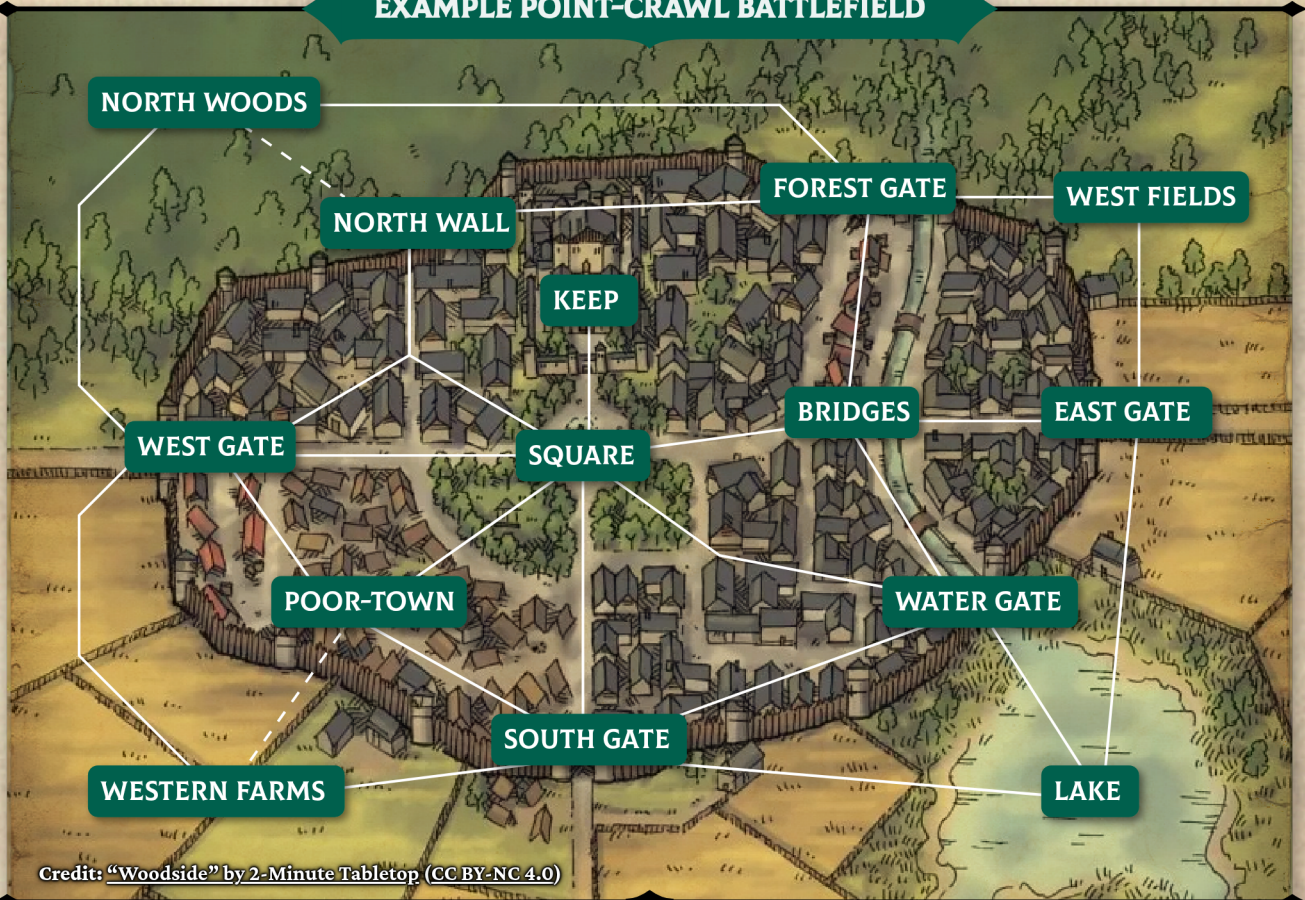 EXAMPLE POINT-CRAWL BATTLEFIELD
NORTH WOODS
FOREST GATE
WEST FIELDS
NORTH WALL
KEEP
BRIDGES
EAST GATE
WEST GATE
SQUARE
POOR-TOWN
WATER GATE
SOUTH GATE
WESTERN FARMS
LAKE
Credit: “Woodside” by 2-Minute Tabletop (CC BY-NC 4.0)